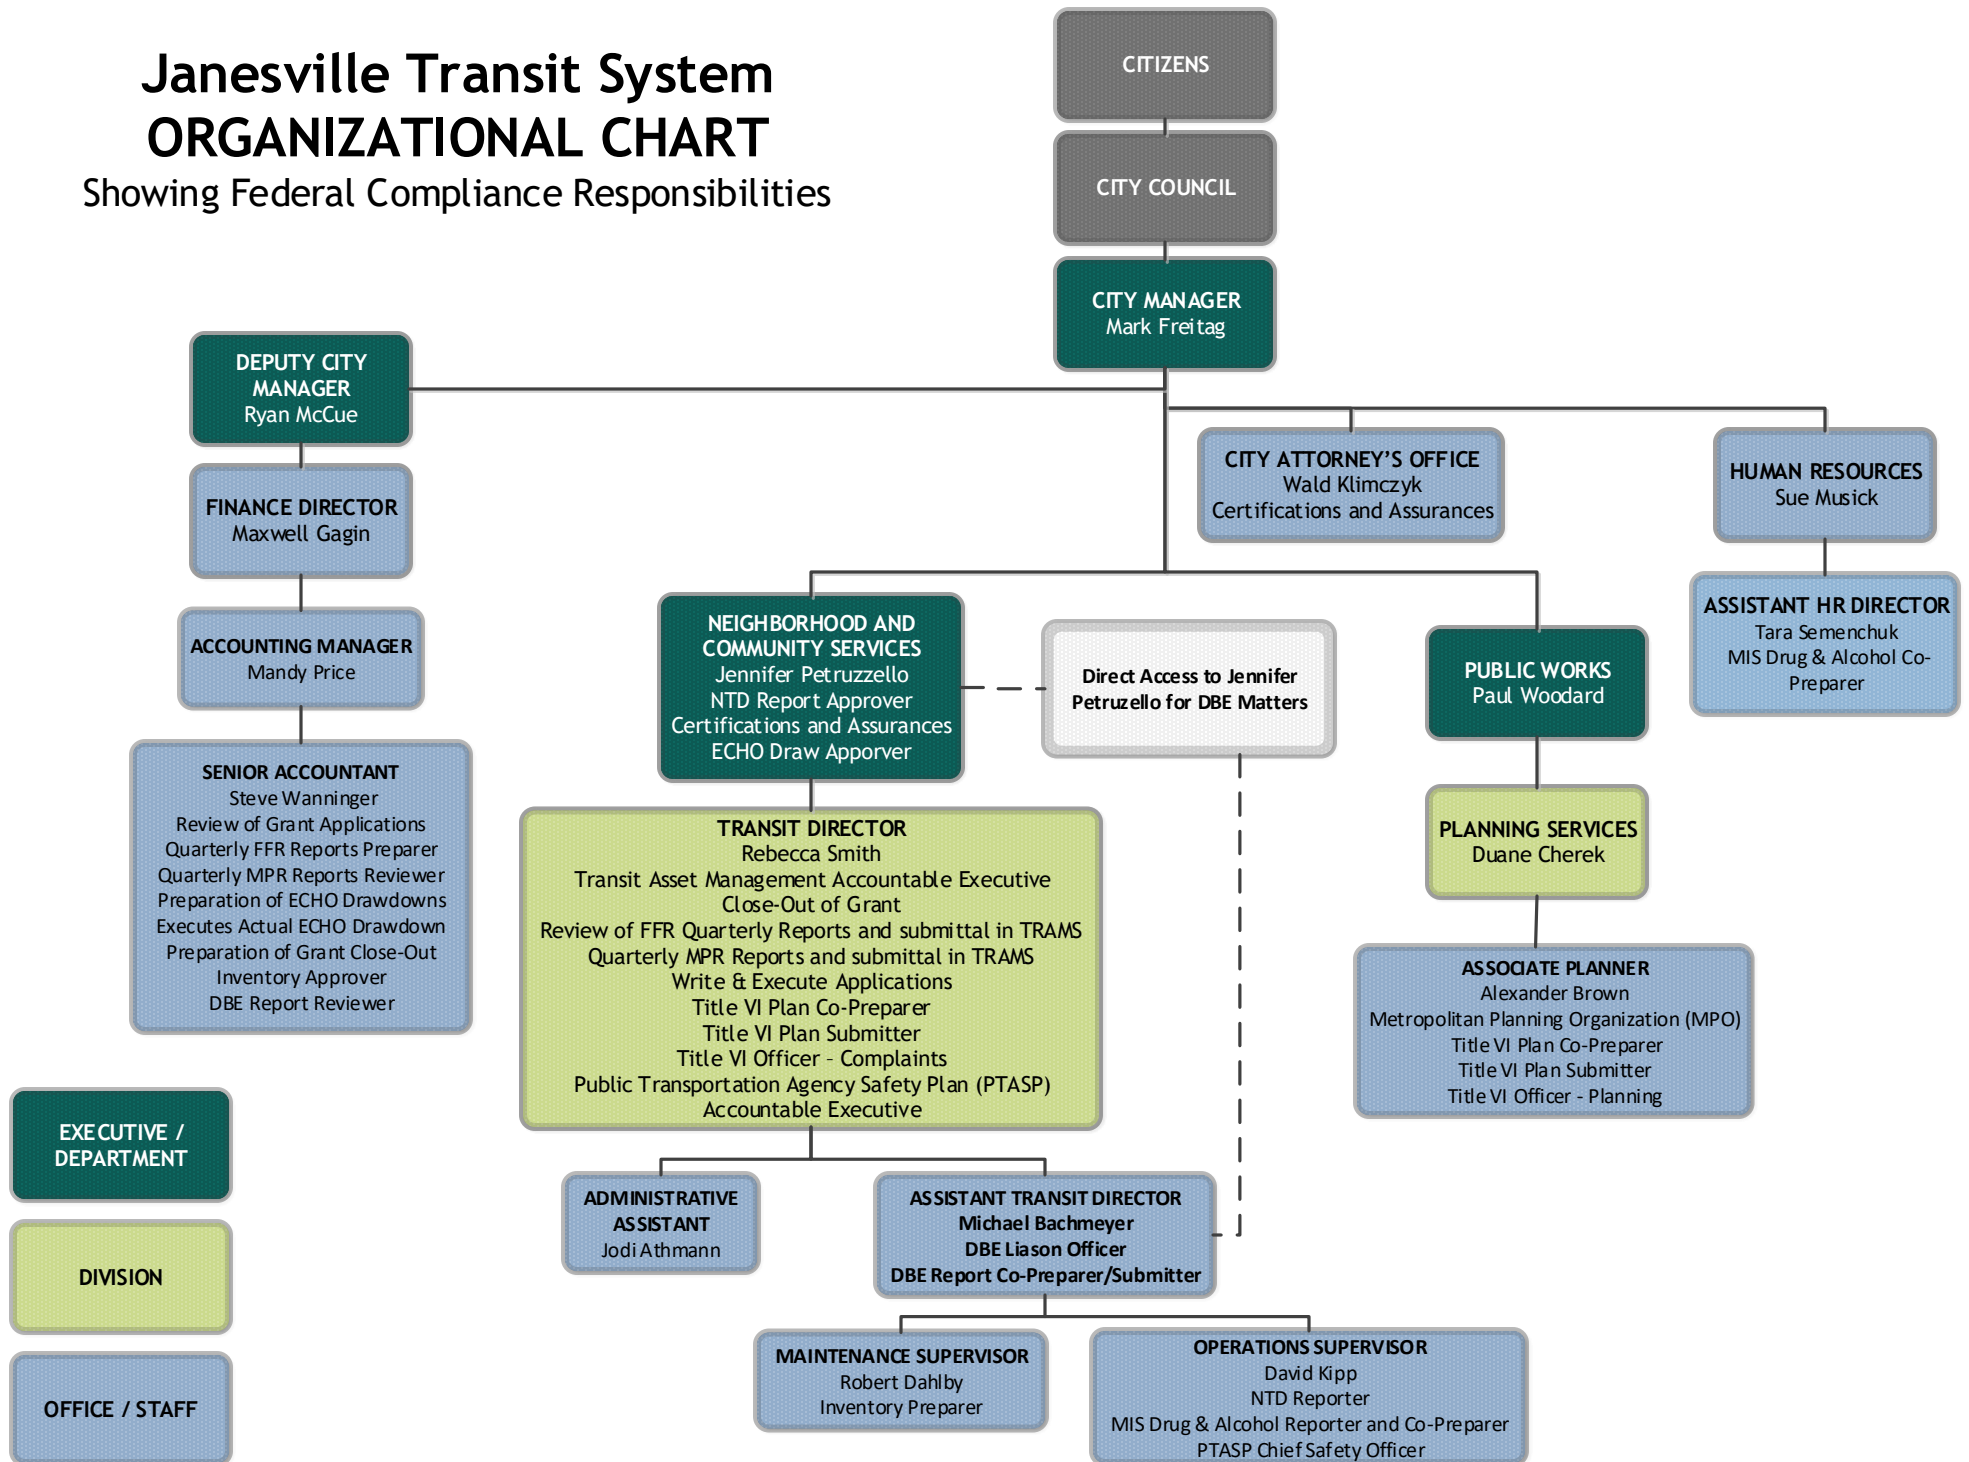 Janesville Transit System
ORGANIZATIONAL CHART
Showing Federal Compliance Responsibilities
CITIZENS
CITY COUNCIL
CITY MANAGER
Mark Freitag
DEPUTY CITY
MANAGER
Ryan McCue
FINANCE DIRECTOR
Maxwell Gagin
ACCOUNTING MANAGER
Mandy Price
SENIOR ACCOUNTANT
Steve Wanninger
Review of Grant Applications
Quarterly FFR Reports Preparer
Quarterly MPR Reports Reviewer
Preparation of ECHO Drawdowns
Executes Actual ECHO Drawdown
Preparation of Grant Close-Out
Inventory Approver
DBE Report Reviewer
CITY ATTORNEY'S OFFICE
Wald Klimczyk
Certifications and Assurances
HUMAN RESOURCES
Sue Musick
ASSISTANT HR DIRECTOR
Tara Semenchuk
MIS Drug & Alcohol Co-
Preparer
NEIGHBORHOOD AND
COMMUNITY SERVICES
Jennifer Petruzzello
NTD Report Approver
Certifications and Assurances
ECHO Draw Apporver
Direct Access to Jennifer
Petruzello for DBE Matters
PUBLIC WORKS
Paul Woodard
PLANNING SERVICES
Duane Cherek
ASSOCIATE PLANNER
Alexander Brown
Metropolitan Planning Organization (MPO)
Title VI Plan Co-Preparer
Title VI Plan Submitter
Title VI Officer - Planning
TRANSIT DIRECTOR
Rebecca Smith
Transit Asset Management Accountable Executive
Close-Out of Grant
Review of FFR Quarterly Reports and submittal in TRAMS
Quarterly MPR Reports and submittal in TRAMS
Write & Execute Applications
Title VI Plan Co-Preparer
Title VI Plan Submitter
Title VI Officer – Complaints
Public Transportation Agency Safety Plan (PTASP)
Accountable Executive
ADMINISTRATIVE
ASSISTANT
Jodi Athmann
ASSISTANT TRANSIT DIRECTOR
Michael Bachmeyer
DBE Liason Officer
DBE Report Co-Preparer/Submitter
MAINTENANCE SUPERVISOR
Robert Dahlby
Inventory Preparer
OPERATIONS SUPERVISOR
David Kipp
NTD Reporter
MIS Drug & Alcohol Reporter and Co-Preparer
PTASP Chief Safety Officer
EXECUTIVE /
DEPARTMENT
DIVISION
OFFICE / STAFF